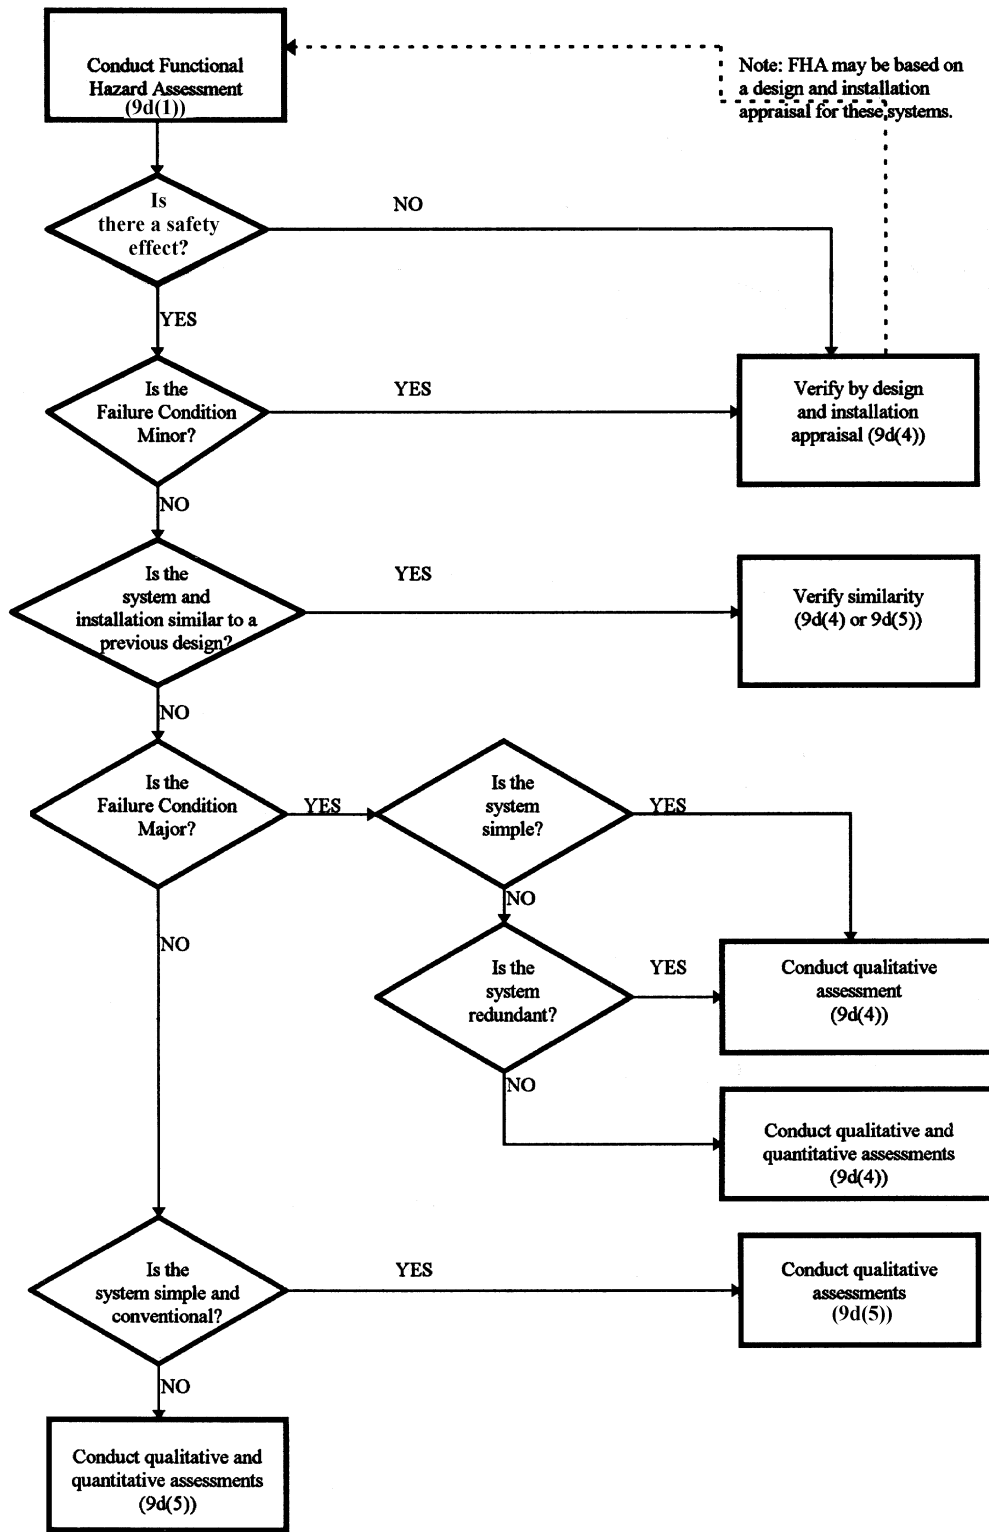 Conduct Functional
Hazard Assessment
(9d(1))
Note: FHA may be based on
a design and installation
appraisal for these systems.
Is
there a safety
effect?
NO
YES
Is the
Failure Condition
Minor?
YES
Verify by design
and installation
appraisal (9d(4))
NO
Is the
system and
installation similar to a
previous design?
YES
Verify similarity
(9d(4) or 9d(5))
NO
Is the
Failure Condition
Major?
YES
Is the
system
simple?
YES
NO
NO
Is the
system
redundant?
YES
Conduct qualitative
assessment
(9d(4))
NO
Conduct qualitative and
quantitative assessments
(9d(4))
Is the
system simple and
conventional?
YES
Conduct qualitative
assessments
(9d(5))
NO
Conduct qualitative and
quantitative assessments
(9d(5))